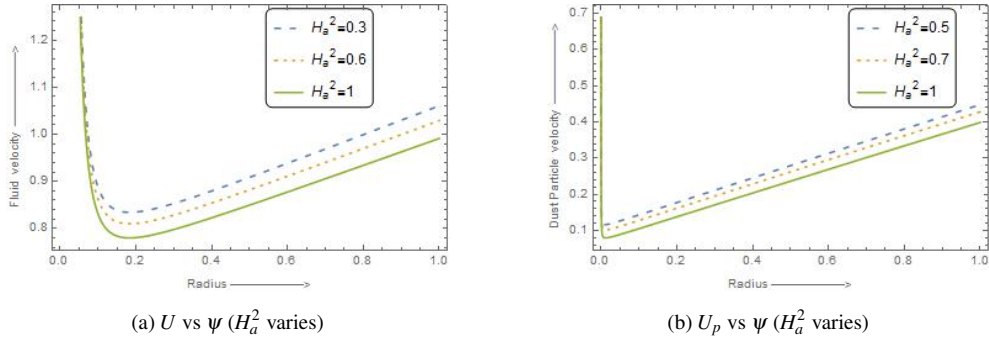 Fluid velocity ⟶
1.2
1.1
1.0
0.9
0.8
0.0 0.2 0.4 0.6 0.8 1.0
Radius ⟶
Hₐ²=0.3
Hₐ²=0.6
Hₐ²=1
(a) U vs ψ (Hₐ² varies)
Dust Particle velocity ⟶
0.7
0.6
0.5
0.4
0.3
0.2
0.1
0.0 0.2 0.4 0.6 0.8 1.0
Radius ⟶
Hₐ²=0.5
Hₐ²=0.7
Hₐ²=1
(b) Uₚ vs ψ (Hₐ² varies)